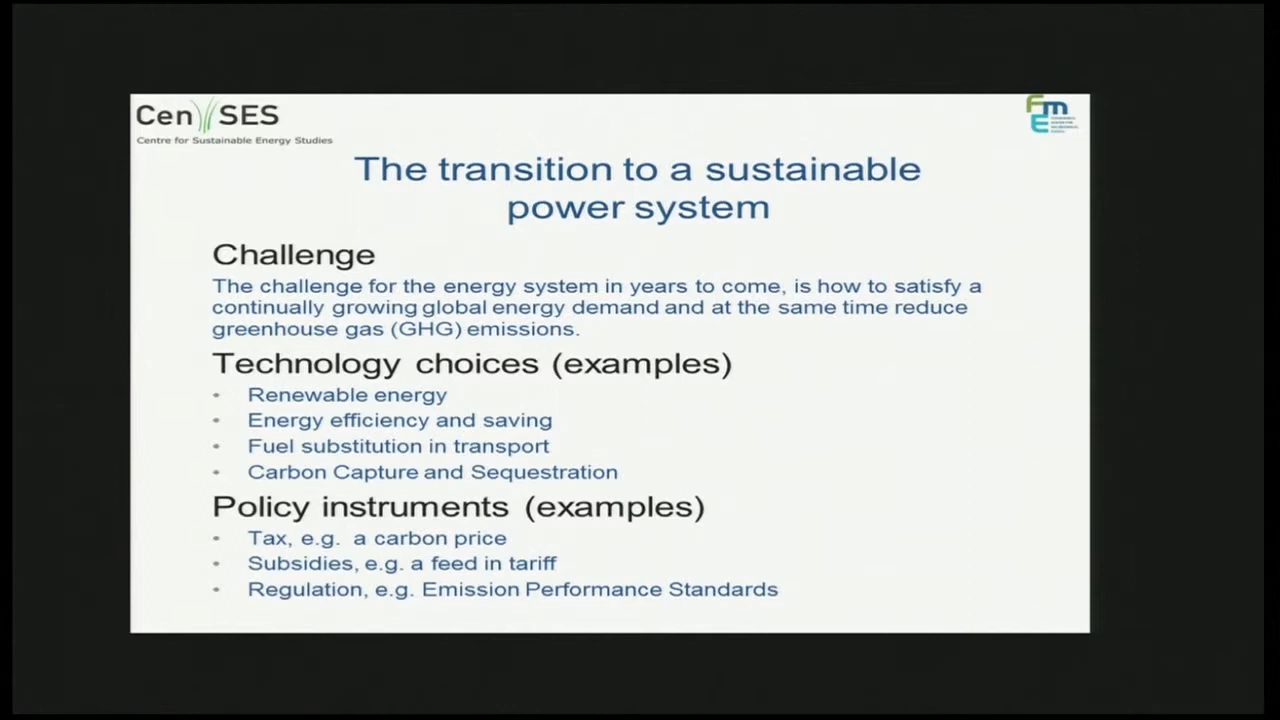 Cen SES
Centre for Sustainable Energy Studies
FmE
The transition to a sustainable
power system
Challenge
The challenge for the energy system in years to come, is how to satisfy a
continually growing global energy demand and at the same time reduce
greenhouse gas (GHG) emissions.
Technology choices (examples)
• Renewable energy
• Energy efficiency and saving
• Fuel substitution in transport
• Carbon Capture and Sequestration
Policy instruments (examples)
• Tax, e.g. a carbon price
• Subsidies, e.g. a feed in tariff
• Regulation, e.g. Emission Performance Standards